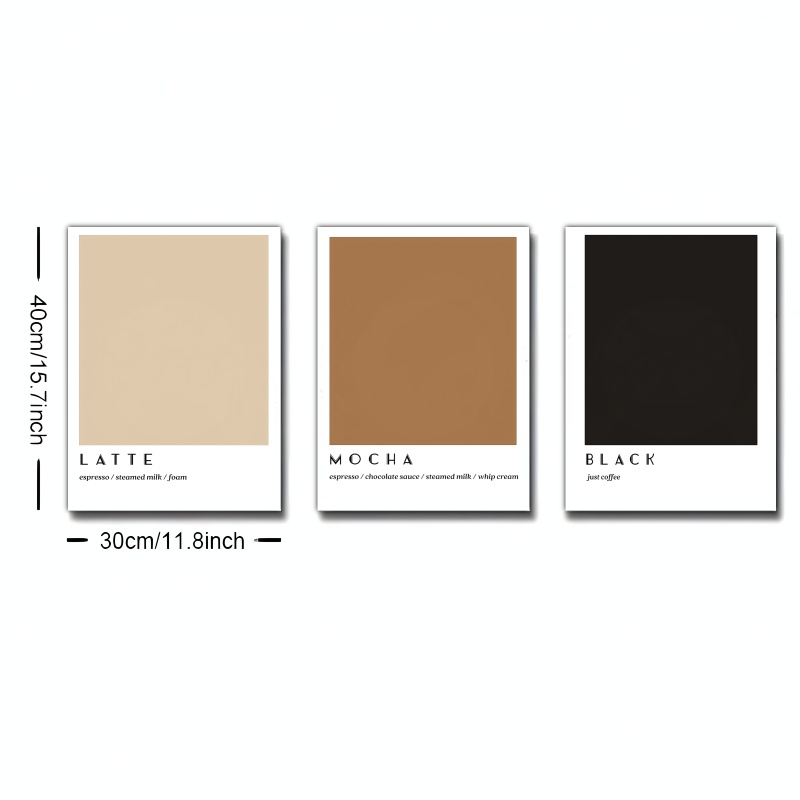 40cm/15.7inch
LATTE
espresso / steamed milk / foam
MOCHA
espresso / chocolate sauce / steamed milk / whip cream
BLACK
just coffee
30cm/11.8inch